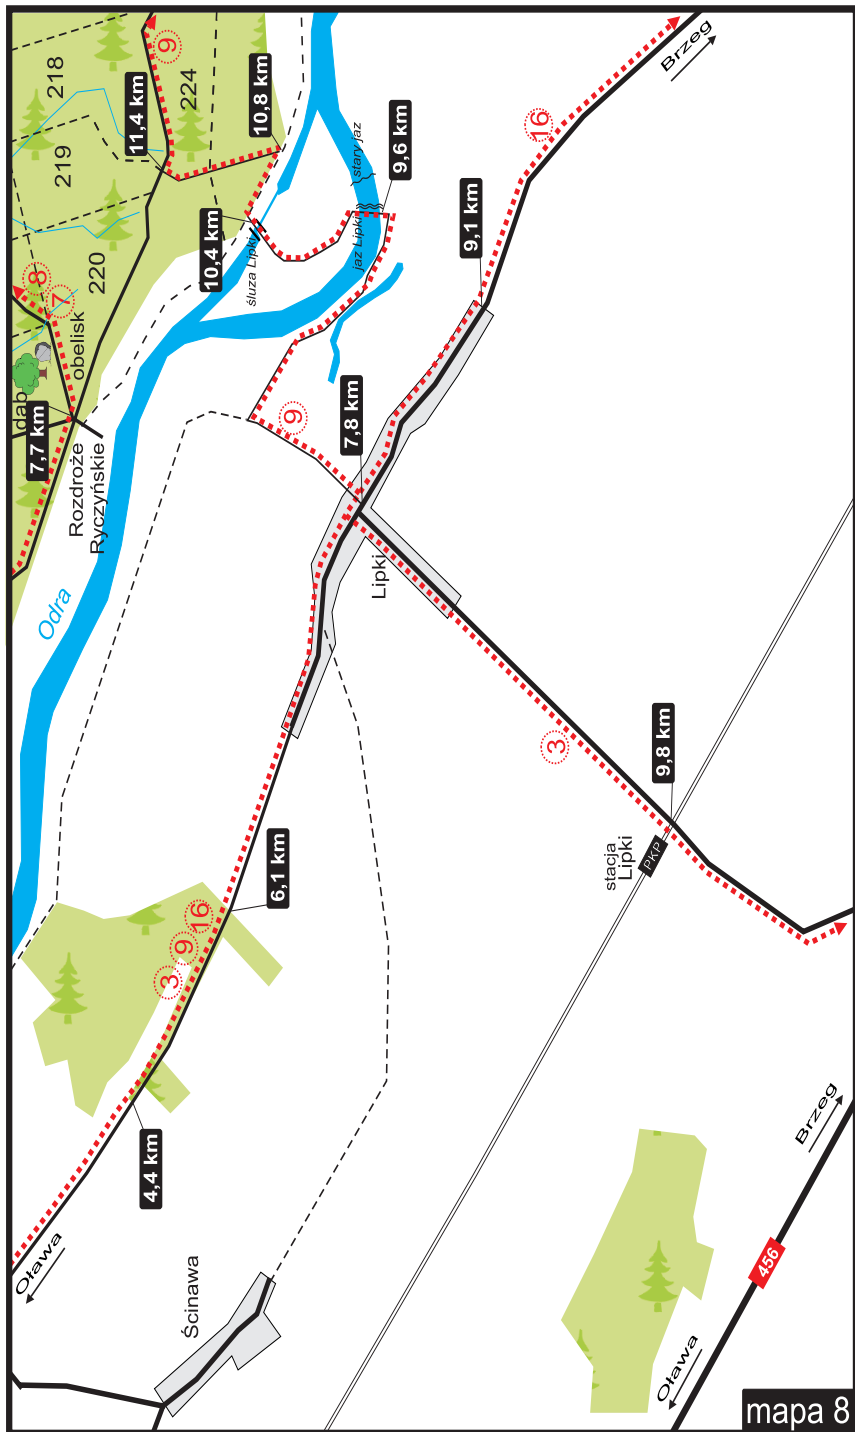 218
9
224
11,4 km
10,8 km
219
Brzeg
16
stary jaz
9,6 km
9,1 km
10,4 km
jaz Lipki
śluza Lipki
220
8
7
obelisk
dąb
7,7 km
Rozdroże
Ryczyńskie
9
7,8 km
Lipki
Odra
3
9,8 km
stacja
Lipki
PKP
6,1 km
16
9
3
4,4 km
Oława
Ścinawa
Brzeg
456
Oława
mapa 8